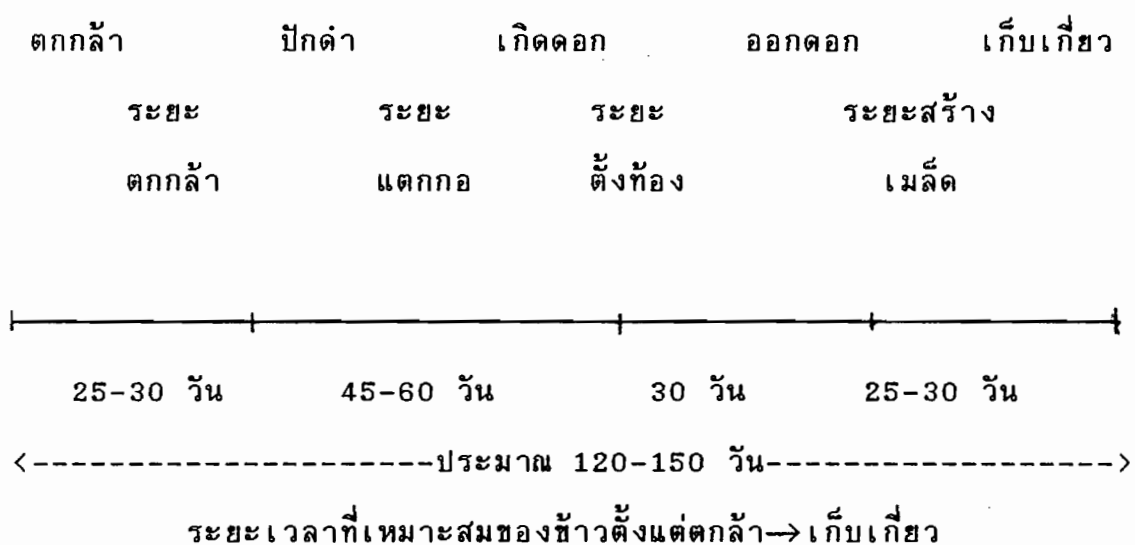 ตกกล้า ปักดำ เกิดดอก ออกดอก เก็บเกี่ยว
ระยะ ระยะ ระยะ ระยะสร้าง
ตกกล้า แตกกอ ตั้งท้อง เมล็ด
25-30 วัน 45-60 วัน 30 วัน 25-30 วัน
<----------------------ประมาณ 120-150 วัน------------------>
ระยะเวลาที่เหมาะสมของข้าวตั้งแต่ตกกล้า→เก็บเกี่ยว